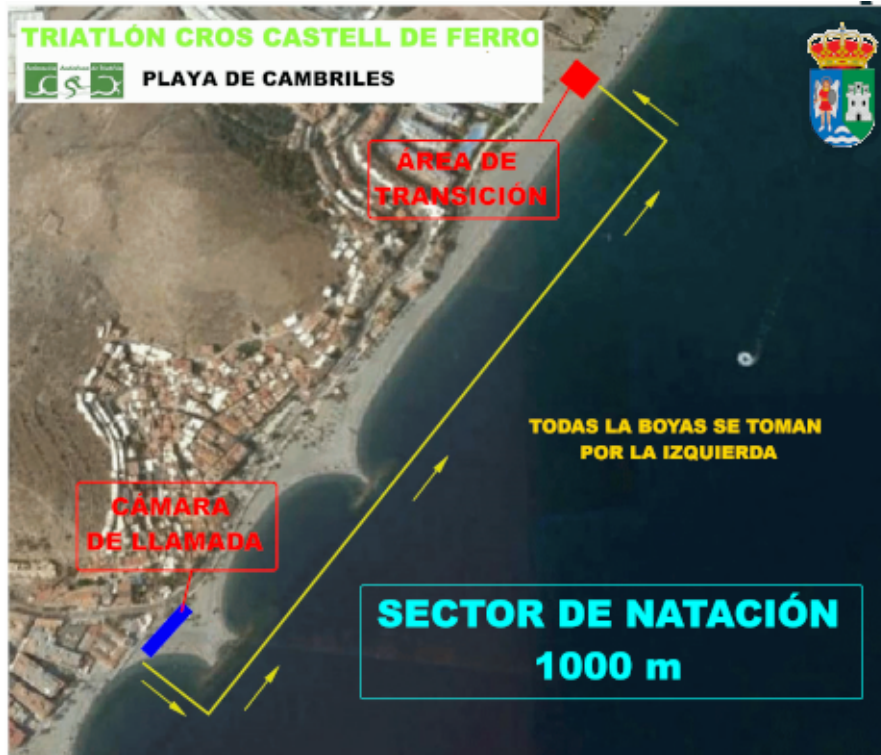 TRIATLÓN CROS CASTELL DE FERRO
PLAYA DE CAMBRILES
ÁREA DE
TRANSICIÓN
TODAS LA BOYAS SE TOMAN
POR LA IZQUIERDA
CÁMARA
DE LLAMADA
SECTOR DE NATACIÓN
1000 m